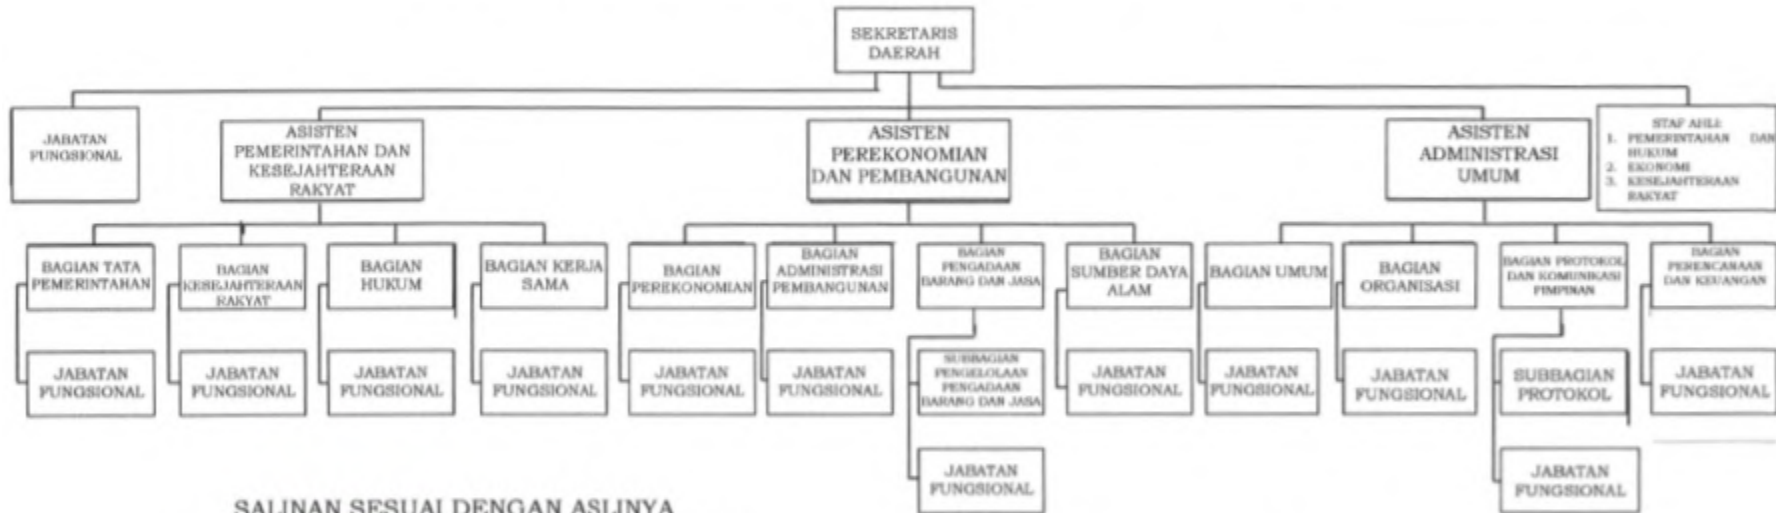 SEKRETARIS
DAERAH
JABATAN
FUNGSIONAL
ASISTEN
PEMERINTAHAN DAN
KESEJAHTERAAN
RAKYAT
ASISTEN
PEREKONOMIAN
DAN PEMBANGUNAN
ASISTEN
ADMINISTRASI
UMUM
STAF AHLI:
1. PEMERINTAHAN DAN
HUKUM
2. EKONOMI
3. KESEJAHTERAAN
RAKYAT
BAGIAN TATA
PEMERINTAHAN
BAGIAN
KESEJAHTERAAN
RAKYAT
BAGIAN
HUKUM
BAGIAN KERJA
SAMA
BAGIAN
PEREKONOMIAN
BAGIAN
ADMINISTRASI
PEMBANGUNAN
BAGIAN
PENGADAAN
BARANG DAN JASA
BAGIAN
SUMBER DAYA
ALAM
BAGIAN UMUM
BAGIAN
ORGANISASI
BAGIAN PROTOKOL
DAN KOMUNIKASI
PIMPINAN
BAGIAN
PERENCANAAN
DAN KEUANGAN
JABATAN
FUNGSIONAL
JABATAN
FUNGSIONAL
JABATAN
FUNGSIONAL
JABATAN
FUNGSIONAL
JABATAN
FUNGSIONAL
JABATAN
FUNGSIONAL
SUBBAGIAN
PENGELOLAAN
PENGADAAN
BARANG DAN JASA
JABATAN
FUNGSIONAL
JABATAN
FUNGSIONAL
JABATAN
FUNGSIONAL
SUBBAGIAN
PROTOKOL
JABATAN
FUNGSIONAL
JABATAN
FUNGSIONAL
JABATAN
FUNGSIONAL
SALINAN SESUAI DENGAN ASLINYA